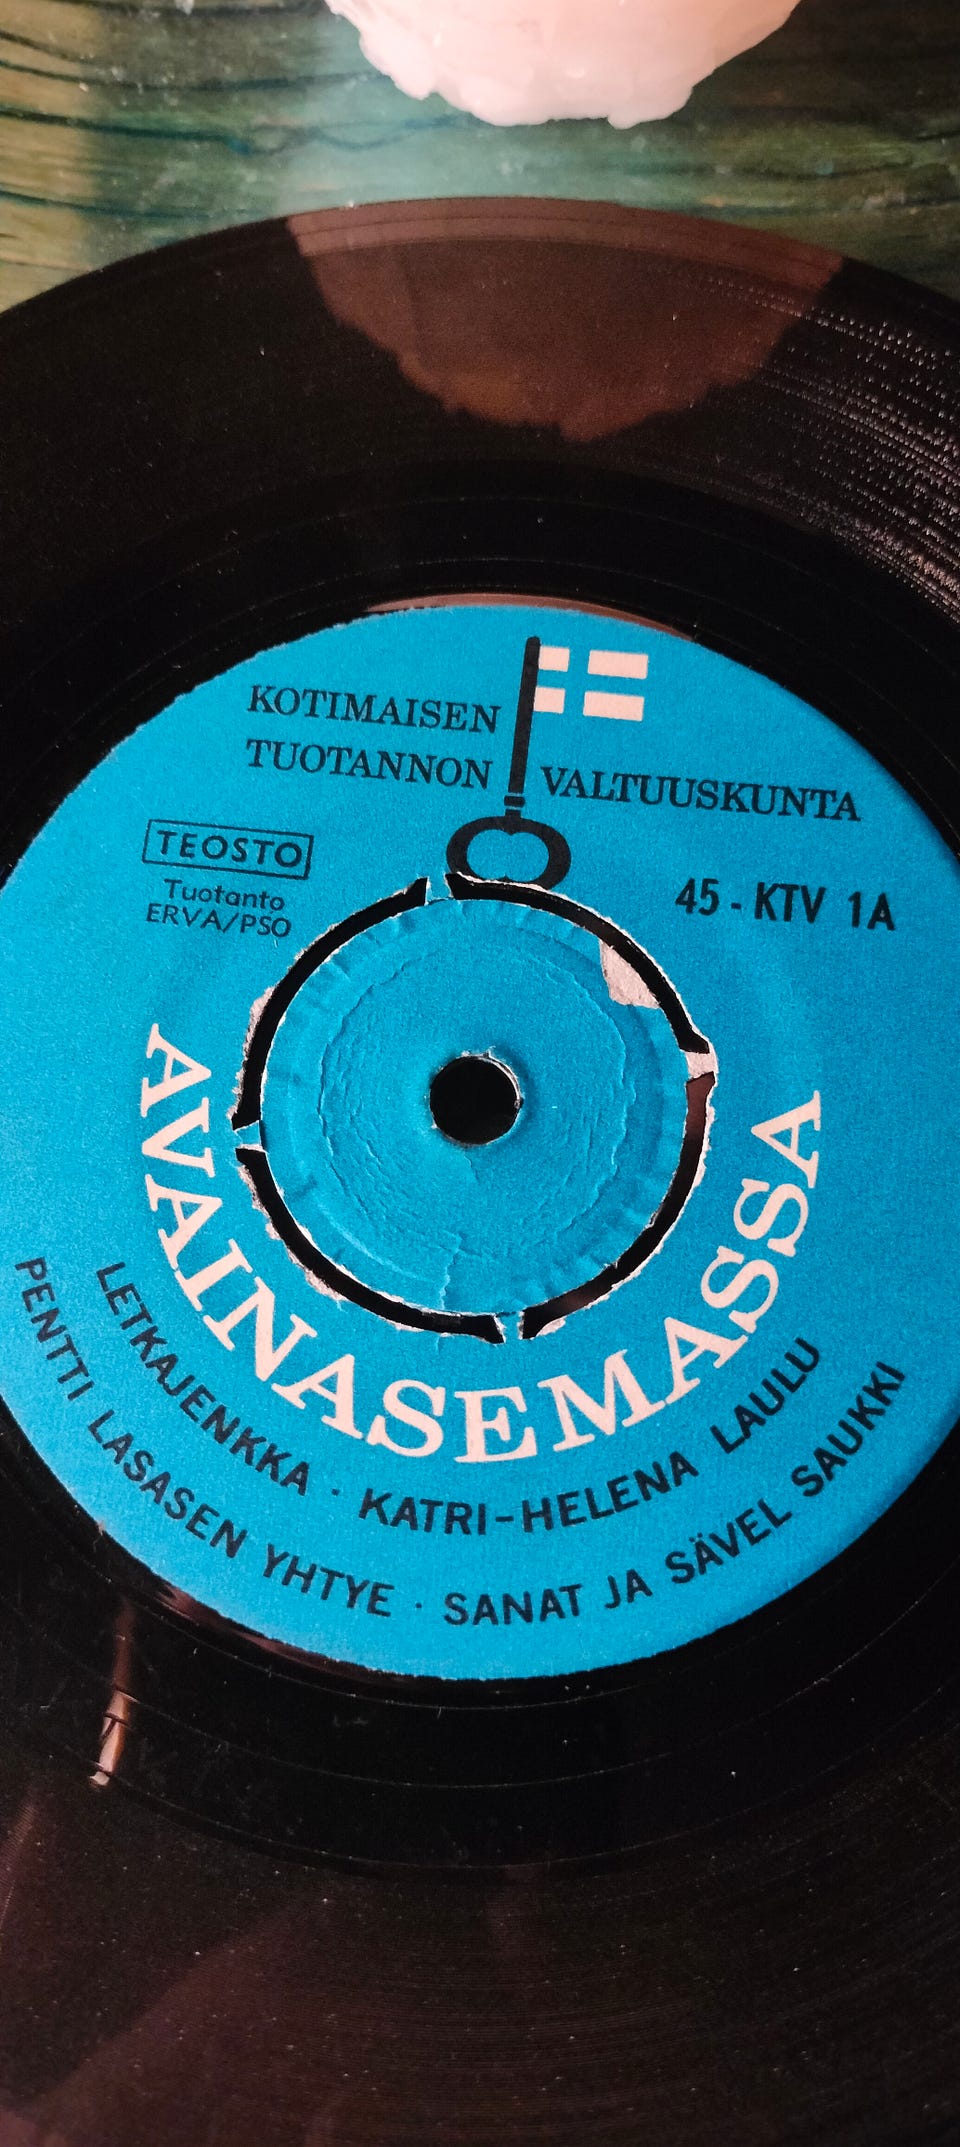 KOTIMAISEN
TUOTANNON VALTUUSKUNTA
TEOSTO
Tuotanto
ERVA/PSO
45 - KTV 1A
AVAINASEMASSA
LETKAJENKKA · KATRI-HELENA LAULU
PENTTI LASASEN YHTYE · SANAT JA SÄVEL SAUKKI